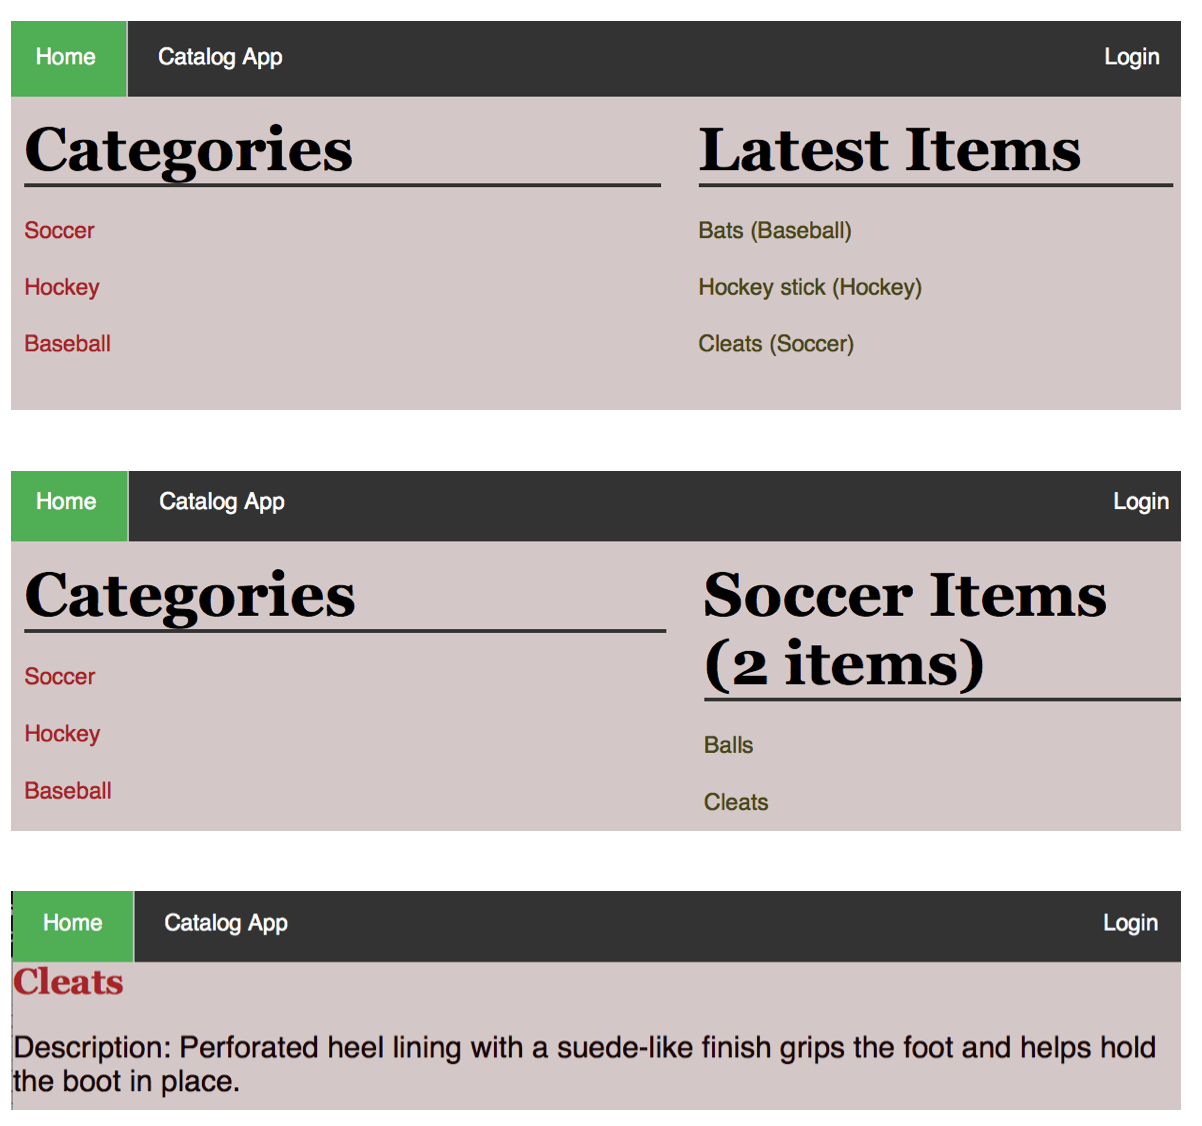 Home Catalog App Login
Categories
Soccer
Hockey
Baseball
Latest Items
Bats (Baseball)
Hockey stick (Hockey)
Cleats (Soccer)
Home Catalog App Login
Categories
Soccer
Hockey
Baseball
Soccer Items
(2 items)
Balls
Cleats
Home Catalog App Login
Cleats
Description: Perforated heel lining with a suede-like finish grips the foot and helps hold
the boot in place.